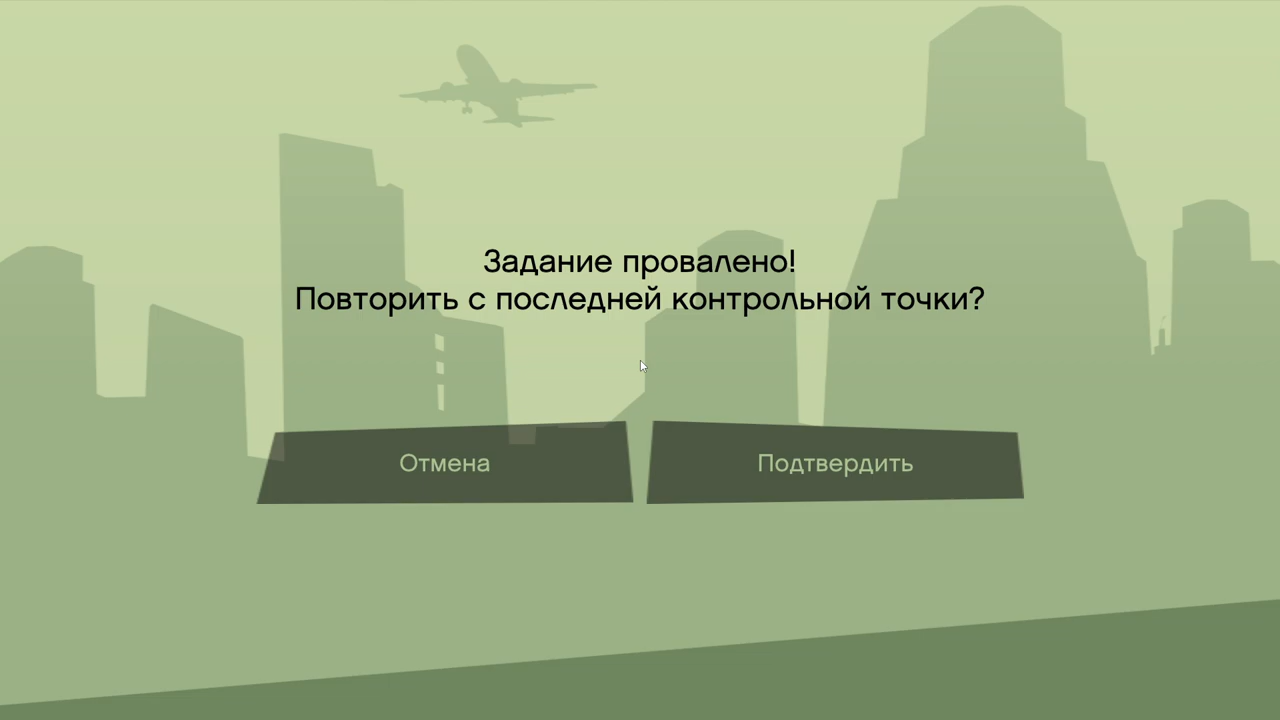 Задание провалено!
Повторить с последней контрольной точки?
Отмена
Подтвердить